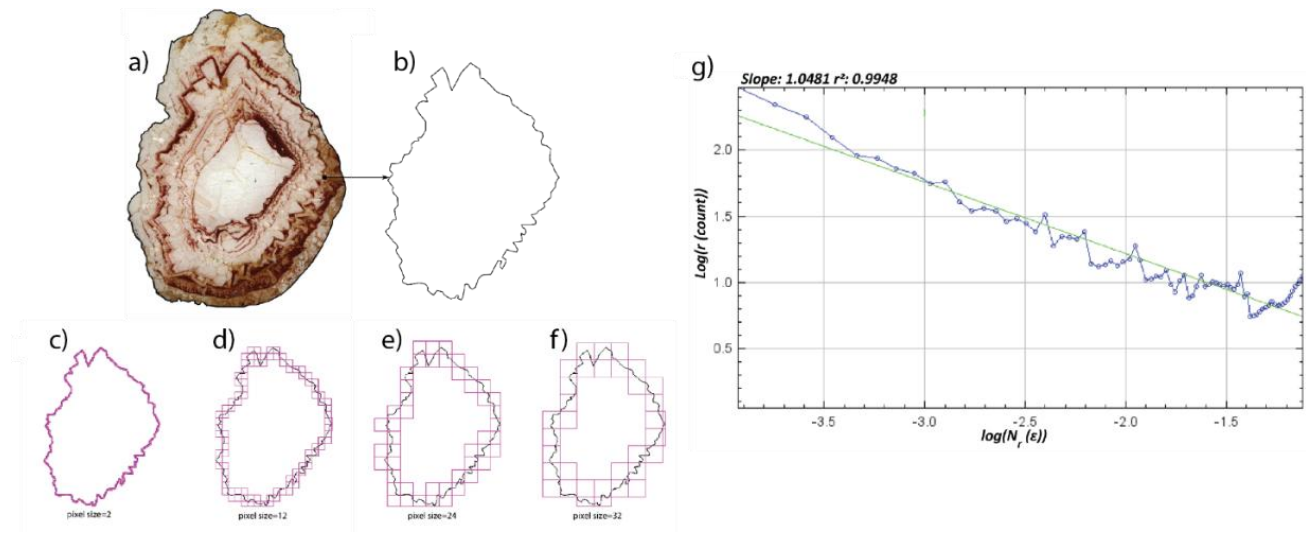 a)
b)
c)
pixel size=2
d)
pixel size=12
e)
pixel size=24
f)
pixel size=32
g)
Slope: 1.0481 r²: 0.9948
Log(r (count))
2.0
1.5
1.0
0.5
-3.5 -3.0 -2.5 -2.0 -1.5
log(N_r (ε))